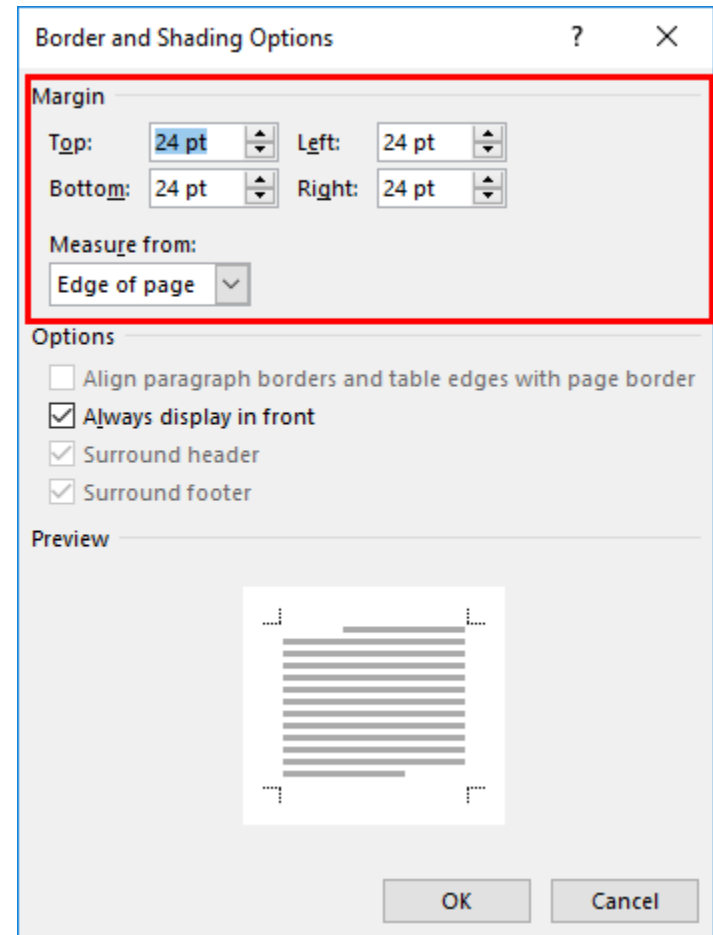 Border and Shading Options ?
Margin
Top: 24 pt Left: 24 pt
Bottom: 24 pt Right: 24 pt
Measure from:
Edge of page
Options
Align paragraph borders and table edges with page border
Always display in front
Surround header
Surround footer
Preview
OK Cancel